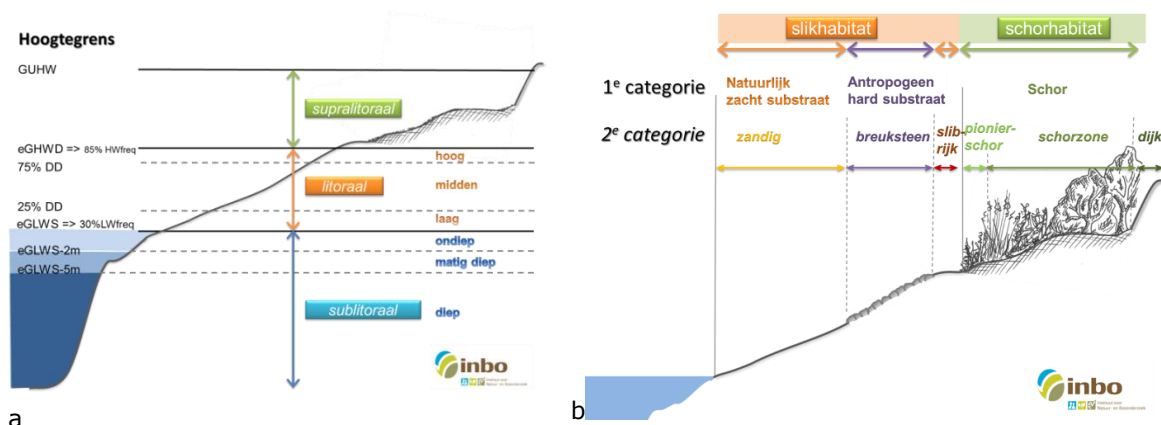 Hoogtegrens
GUHW
supralitoraal
eGHWD => 85% HWfreq
hoog
75% DD
litoraal
midden
25% DD
laag
eGLWS => 30%LWfreq
ondiep
eGLWS-2m
matig diep
eGLWS-5m
sublitoraal
diep
inbo
a
slikhabitat
schorhabitat
1e categorie
Natuurlijk
zacht substraat
Antropogeen
hard substraat
Schor
2e categorie
zandig
breuksteen
slib-
rijk
pionier-
schor
schorzone
dijk
inbo
b